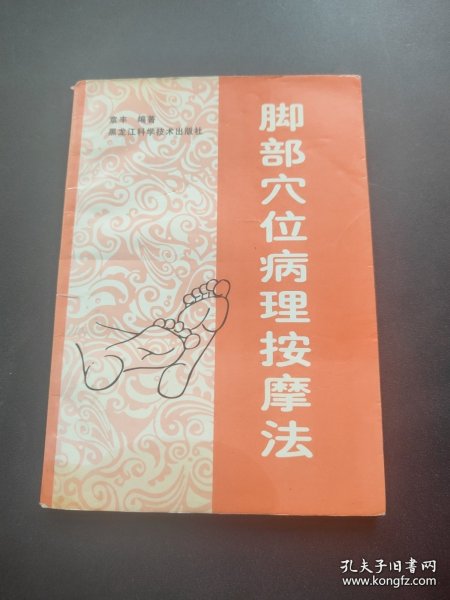 章丰 编著
黑龙江科学技术出版社
脚部穴位病理按摩法
孔夫子旧书网
www.kongfz.com